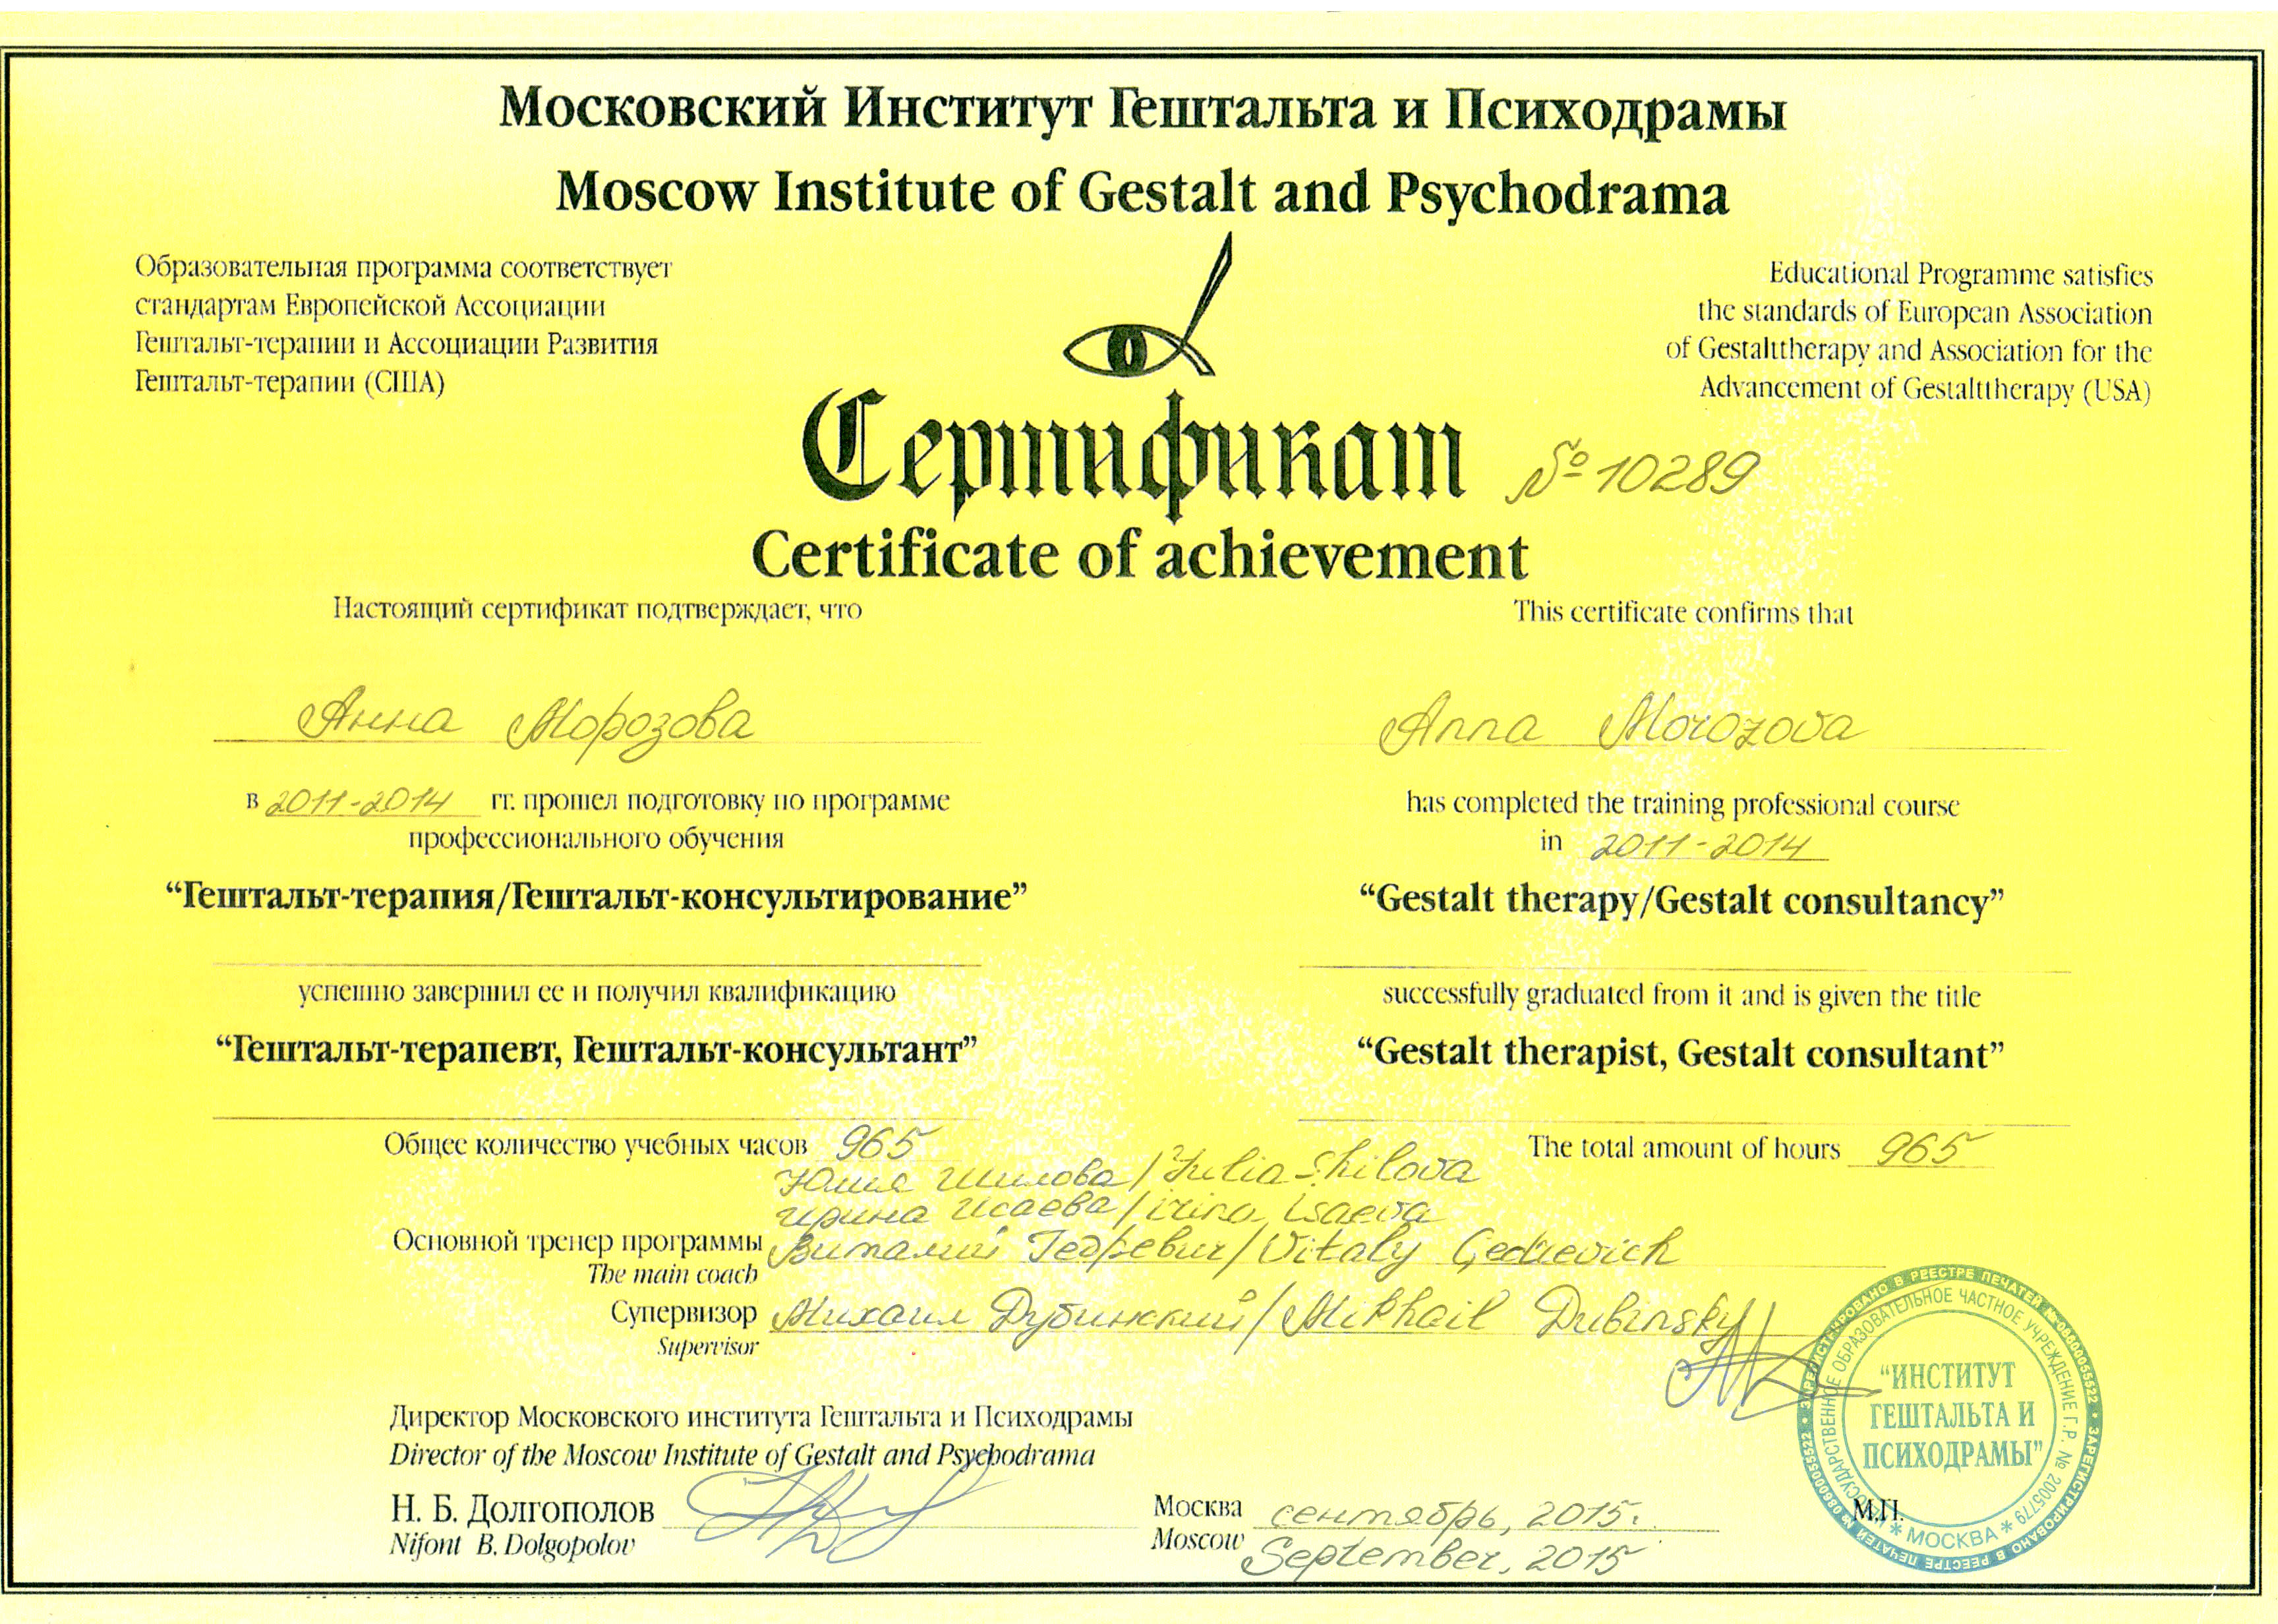 Московский Институт Гештальта и Психодрамы
Moscow Institute of Gestalt and Psychodrama
Образовательная программа соответствует
стандартам Европейской Ассоциации
Гештальт-терапии и Ассоциации Развития
Гештальт-терапии (США)
Educational Programme satisfies
the standards of European Association
of Gestalttherapy and Association for the
Advancement of Gestalttherapy (USA)
Сертификат № 10289
Certificate of achievement
Настоящий сертификат подтверждает, что
Анна Морозова
в 2011-2014 гг. прошел подготовку по программе
профессионального обучения
“Гештальт-терапия/Гештальт-консультирование”
успешно завершил ее и получил квалификацию
“Гештальт-терапевт, Гештальт-консультант”
Общее количество учебных часов 965
This certificate confirms that
Anna Morozova
has completed the training professional course
in 2011-2014
“Gestalt therapy/Gestalt consultancy”
successfully graduated from it and is given the title
“Gestalt therapist, Gestalt consultant”
The total amount of hours 965
Юлия Шилова/Julia Shilova
Ирина Исаева/irina isaeva
Основной тренер программы Виталий Гедревич/Vitaly Gedrevich
The main coach
Супервизор Михаил Дубинский/Mikhail Dubinsky
Supervisor
Директор Московского института Гештальта и Психодрамы
Director of the Moscow Institute of Gestalt and Psychodrama
Н. Б. Долгополов
Nifont B. Dolgopolov
Москва сентябрь, 2015.
Moscow September, 2015
М.П.
“ИНСТИТУТ
ГЕШТАЛЬТА И
ПСИХОДРАМЫ”
НЕГОСУДАРСТВЕННОЕ ОБРАЗОВАТЕЛЬНОЕ ЧАСТНОЕ УЧРЕЖДЕНИЕ Г.Р. № 2005779
* МОСКВА *
ЗАРЕГИСТРИРОВАНО В РЕЕСТРЕ ПЕЧАТЕЙ